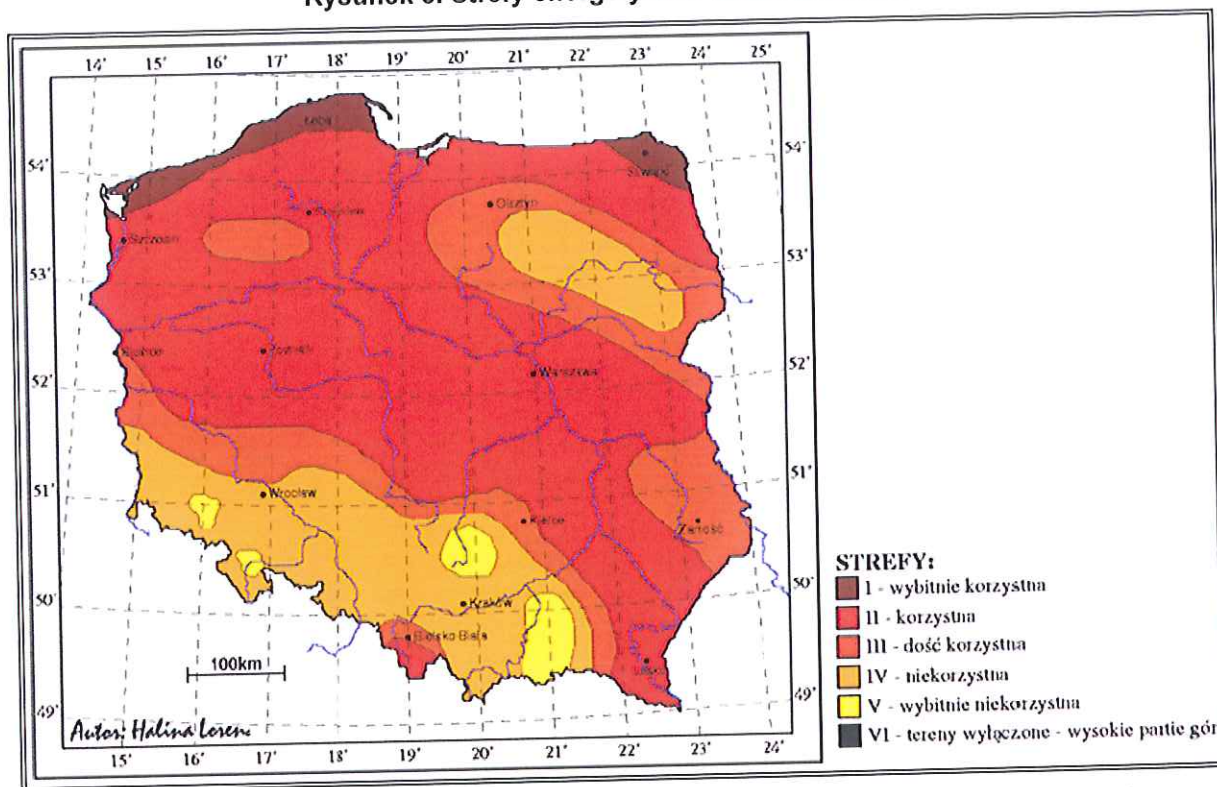 14' 15' 16' 17' 18' 19' 20' 21' 22' 23' 24' 25'
54' 54'
53' 53'
52' 52'
51' 51'
50' 50'
49' 49'
Łeba
Olsztyn
Szczecin
Warszawa
Wrocław
Kielce
Zamość
Kraków
Bielsko Biała
100km
Autor: Halina Lorenc
15' 16' 17' 18' 19' 20' 21' 22' 23' 24'
STREFY:
I - wybitnie korzystna
II - korzystna
III - dość korzystna
IV - niekorzystna
V - wybitnie niekorzystna
VI - tereny wyłączone - wysokie partie gór